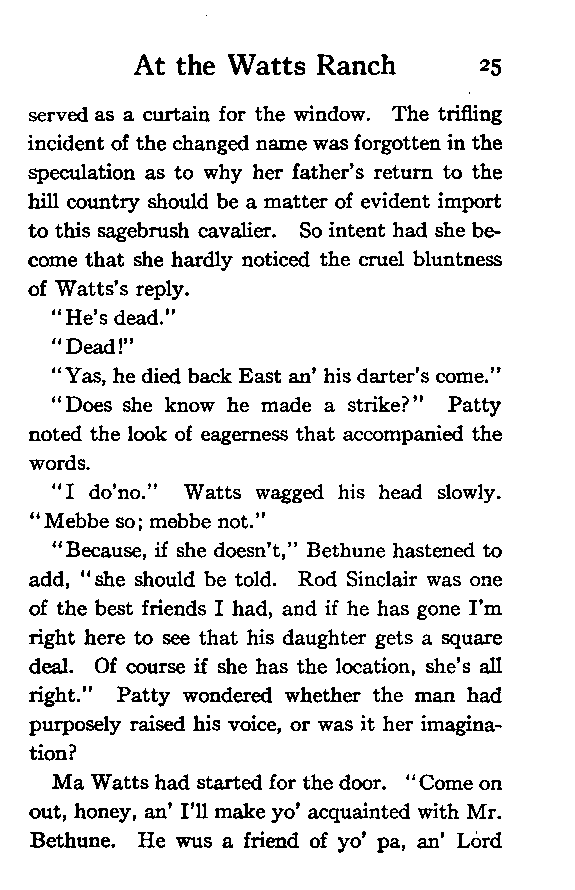 At the Watts Ranch 25
served as a curtain for the window. The trifling
incident of the changed name was forgotten in the
speculation as to why her father's return to the
hill country should be a matter of evident import
to this sagebrush cavalier. So intent had she be-
come that she hardly noticed the cruel bluntness
of Watts's reply.
"He's dead."
"Dead!"
"Yas, he died back East an' his darter's come."
"Does she know he made a strike?" Patty
noted the look of eagerness that accompanied the
words.
"I do'no." Watts wagged his head slowly.
"Mebbe so; mebbe not."
"Because, if she doesn't," Bethune hastened to
add, "she should be told. Rod Sinclair was one
of the best friends I had, and if he has gone I'm
right here to see that his daughter gets a square
deal. Of course if she has the location, she's all
right." Patty wondered whether the man had
purposely raised his voice, or was it her imagina-
tion?
Ma Watts had started for the door. "Come on
out, honey, an' I'll make yo' acquainted with Mr.
Bethune. He wus a friend of yo' pa, an' Lord